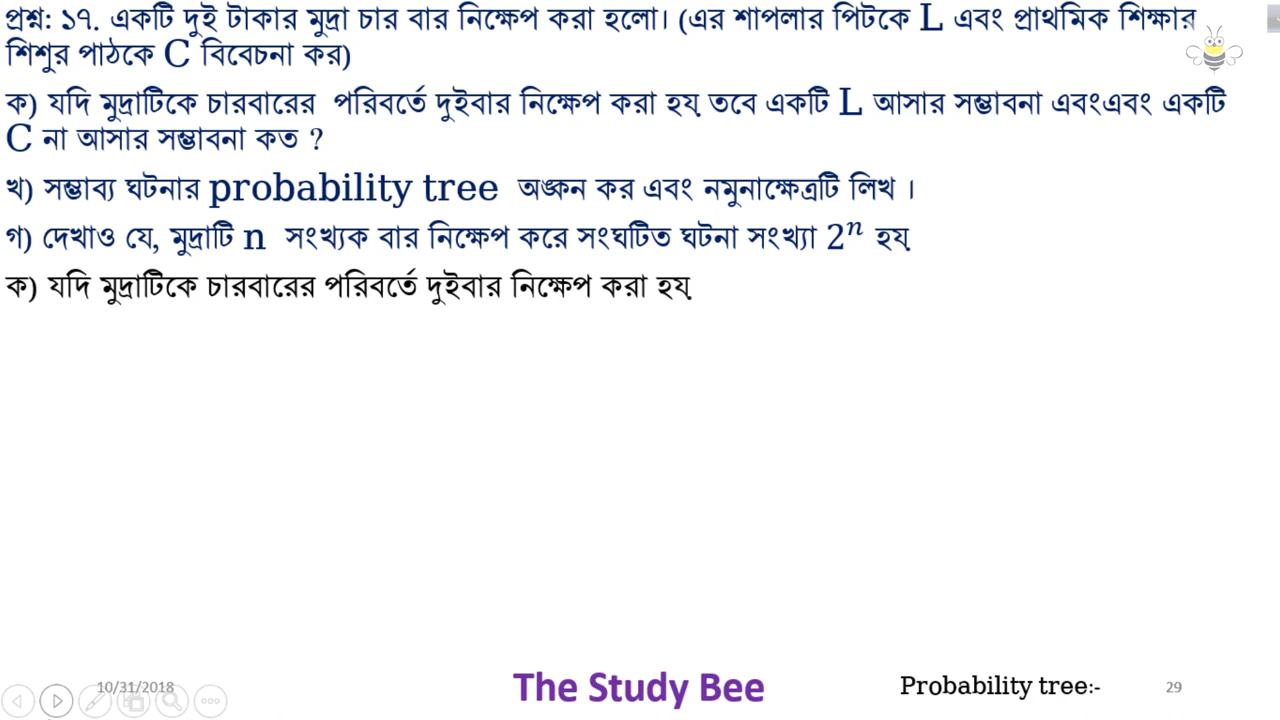 প্রশ্ন: ১৭. একটি দুই টাকার মুদ্রা চার বার নিক্ষেপ করা হলো। (এর শাপলার পিটকে L এবং প্রাথমিক শিক্ষার
শিশুর পাঠকে C বিবেচনা কর)
ক) যদি মুদ্রাটিকে চারবারের পরিবর্তে দুইবার নিক্ষেপ করা হয় তবে একটি L আসার সম্ভাবনা এবংএবং একটি
C না আসার সম্ভাবনা কত ?
খ) সম্ভাব্য ঘটনার probability tree অঙ্কন কর এবং নমুনাক্ষেত্রটি লিখ ।
গ) দেখাও যে, মুদ্রাটি n সংখ্যক বার নিক্ষেপ করে সংঘটিত ঘটনা সংখ্যা 2ⁿ হয়
ক) যদি মুদ্রাটিকে চারবারের পরিবর্তে দুইবার নিক্ষেপ করা হয়
10/31/2018
The Study Bee
Probability tree:-
29